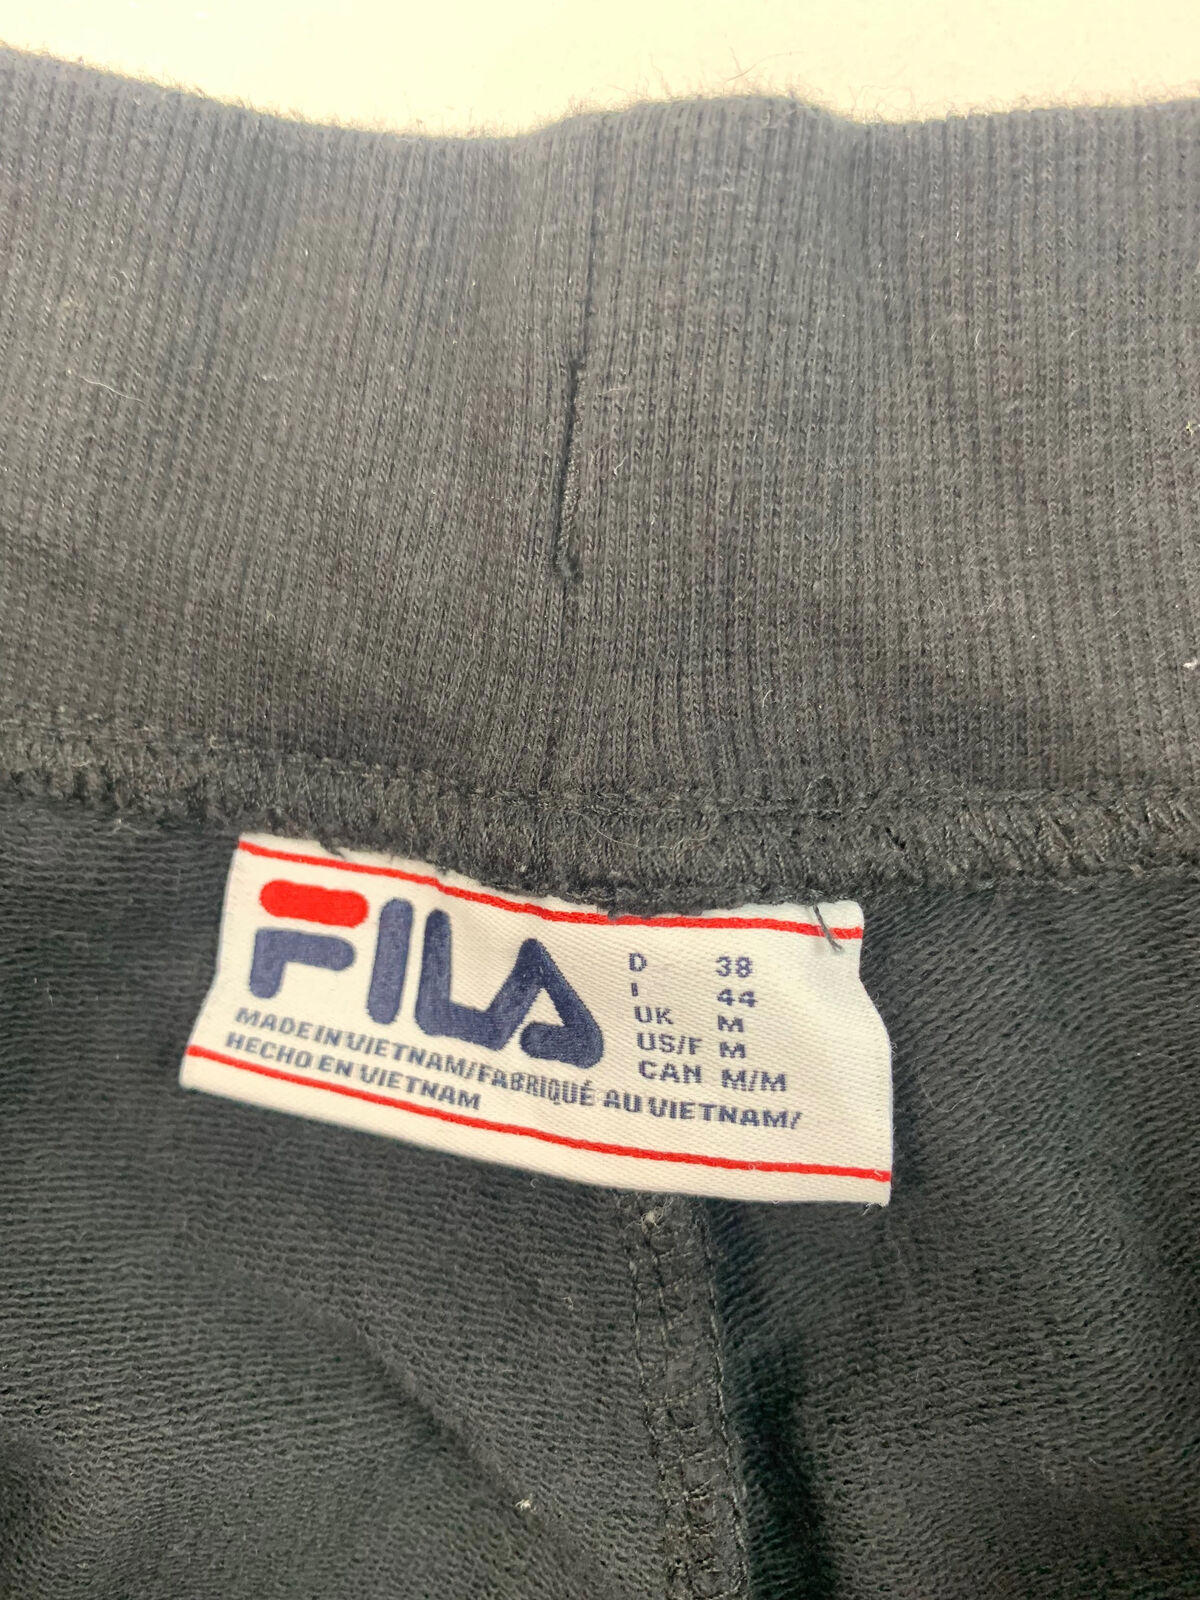 FILA
D 38
I 44
UK M
US/F M
CAN M/M
MADE IN VIETNAM/FABRIQUÉ AU VIETNAM/
HECHO EN VIETNAM